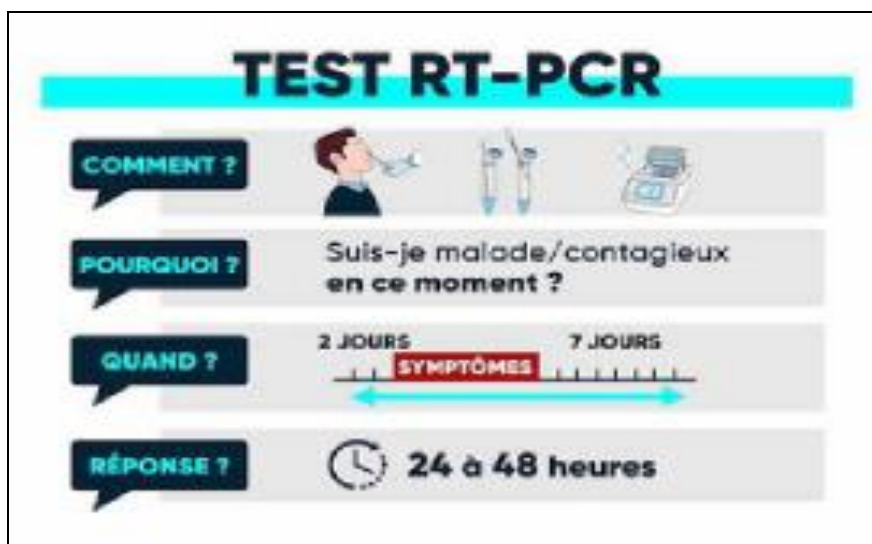 TEST RT-PCR
COMMENT ?
POURQUOI ?
Suis-je malade/contagieux
en ce moment ?
QUAND ?
2 JOURS
7 JOURS
SYMPTÔMES
RÉPONSE ?
24 à 48 heures